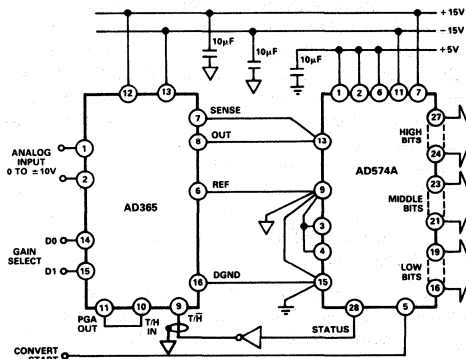 +15V
-15V
+5V
10µF
10µF
10µF
12
13
1
2
6
11
7
7
SENSE
8
OUT
13
27
HIGH
BITS
24
ANALOG
INPUT
0 TO ±10V
1
2
6
REF
9
23
MIDDLE
BITS
21
AD365
AD574A
3
4
14
D0
GAIN
SELECT
D1
15
16
DGND
15
19
LOW
BITS
16
11
10
9
28
5
PGA
OUT
T/H
IN
T/H̅
STATUS
CONVERT
START